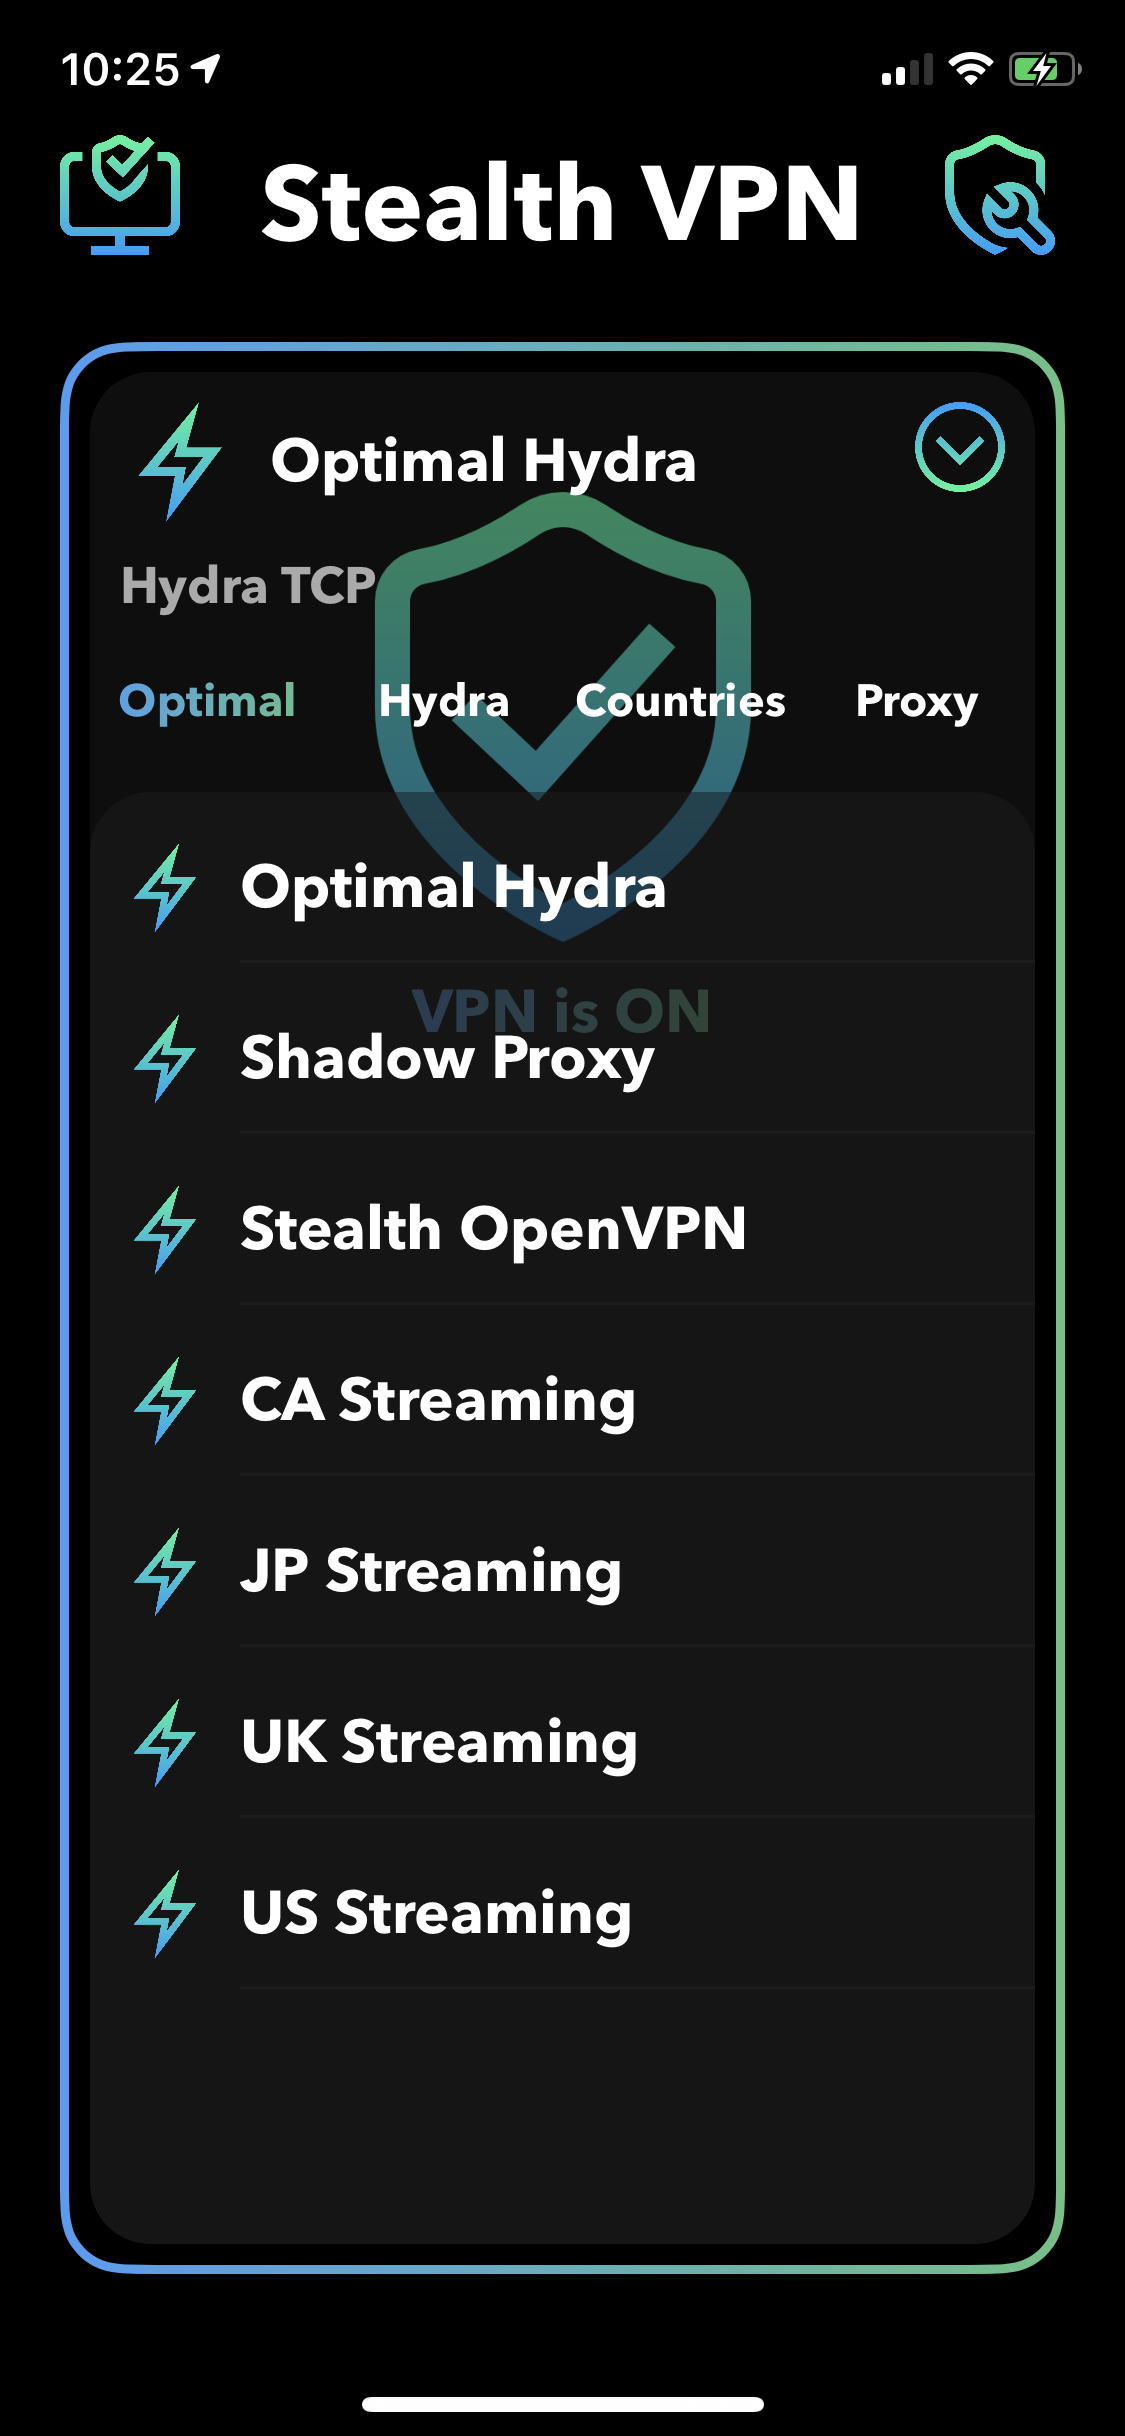 10:25
Stealth VPN
Optimal Hydra
Hydra TCP
Optimal Hydra Countries Proxy
Optimal Hydra
VPN is ON
Shadow Proxy
Stealth OpenVPN
CA Streaming
JP Streaming
UK Streaming
US Streaming